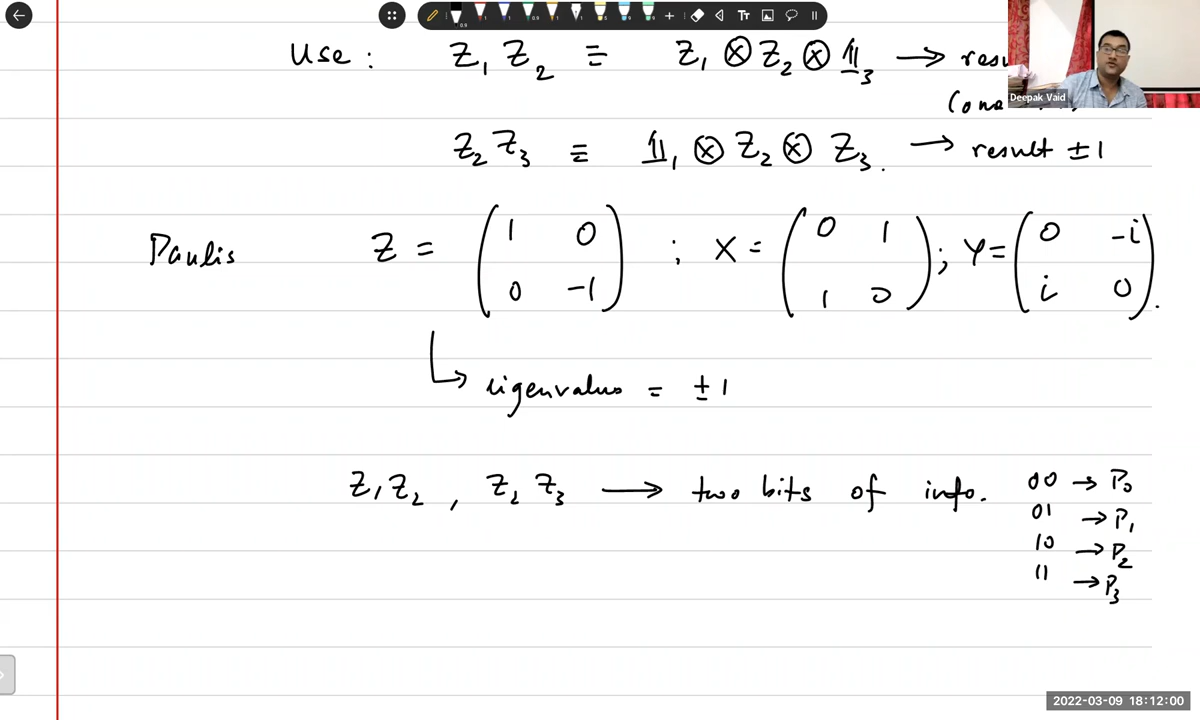 Use : Z₁ Z₂ ≡ Z₁ ⊗ Z₂ ⊗ 𝟙₃ →
Deepak Vaid
Z₂ Z₃ ≡ 𝟙₁ ⊗ Z₂ ⊗ Z₃. → result ±1
Paulis Z = (1 0; 0 -1) ; X = (0 1; 1 0) ; Y = (0 -i; i 0).
↳ eigenvalues = ±1
Z₁Z₂ , Z₂ Z₃ → two bits of info. 00 → P₀
01 → P₁
10 → P₂
11 → P₃
2022-03-09 18:12:00